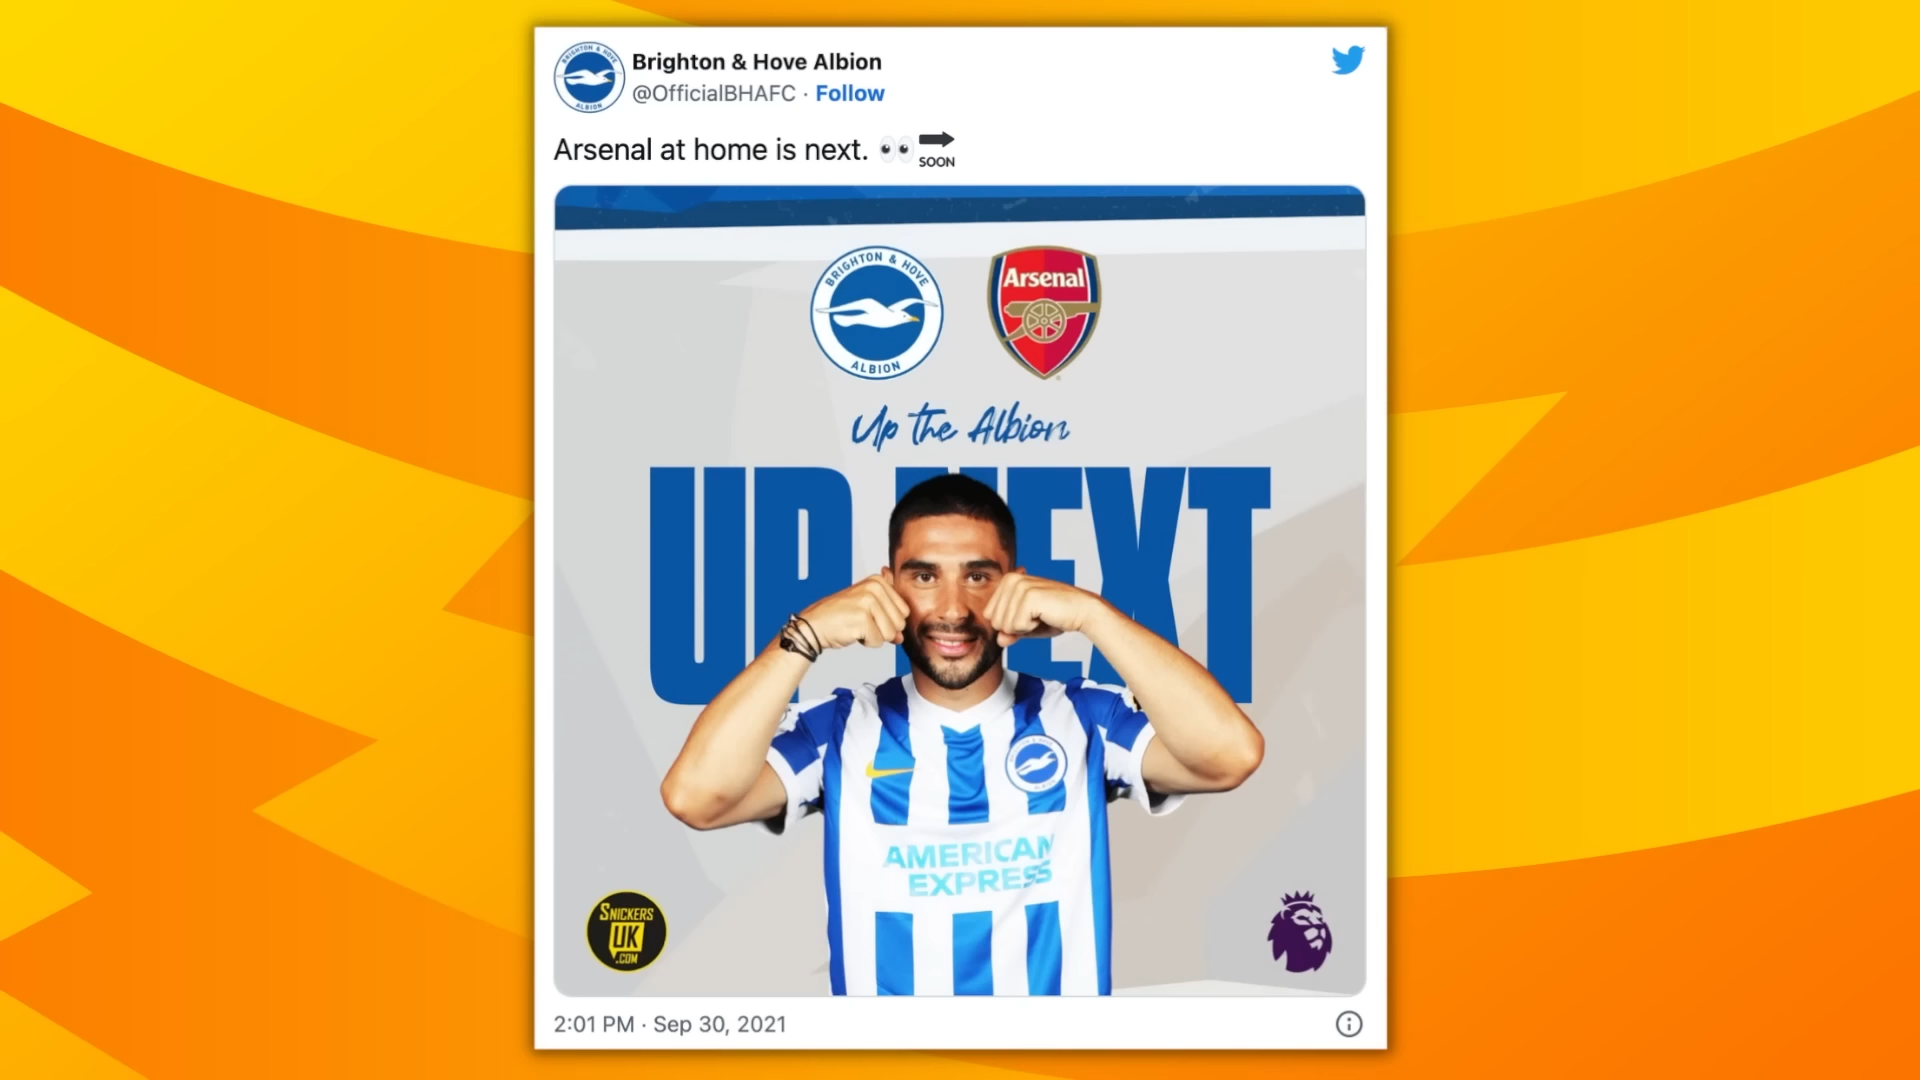 Brighton & Hove Albion
@OfficialBHAFC · Follow
Arsenal at home is next. 👀🔜
BRIGHTON & HOVE
ALBION
Arsenal
Up the Albion
UP NEXT
AMERICAN
EXPRESS
SNICKERS
UK
.COM
2:01 PM · Sep 30, 2021